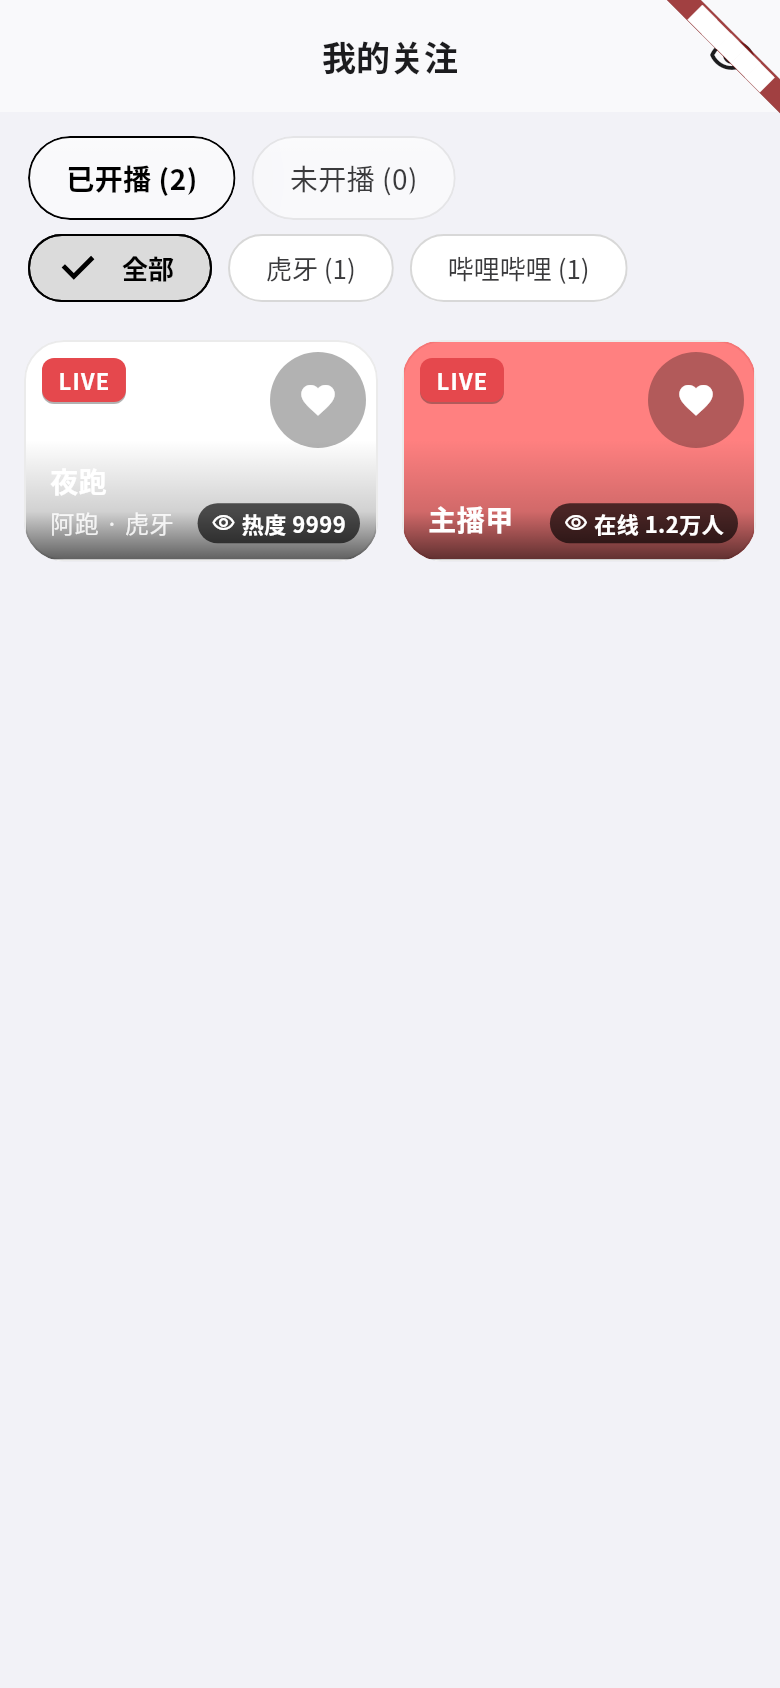 我的关注
已开播 (2)
未开播 (0)
全部
虎牙 (1)
哔哩哔哩 (1)
LIVE
夜跑
阿跑 · 虎牙
热度 9999
LIVE
主播甲
在线 1.2万人